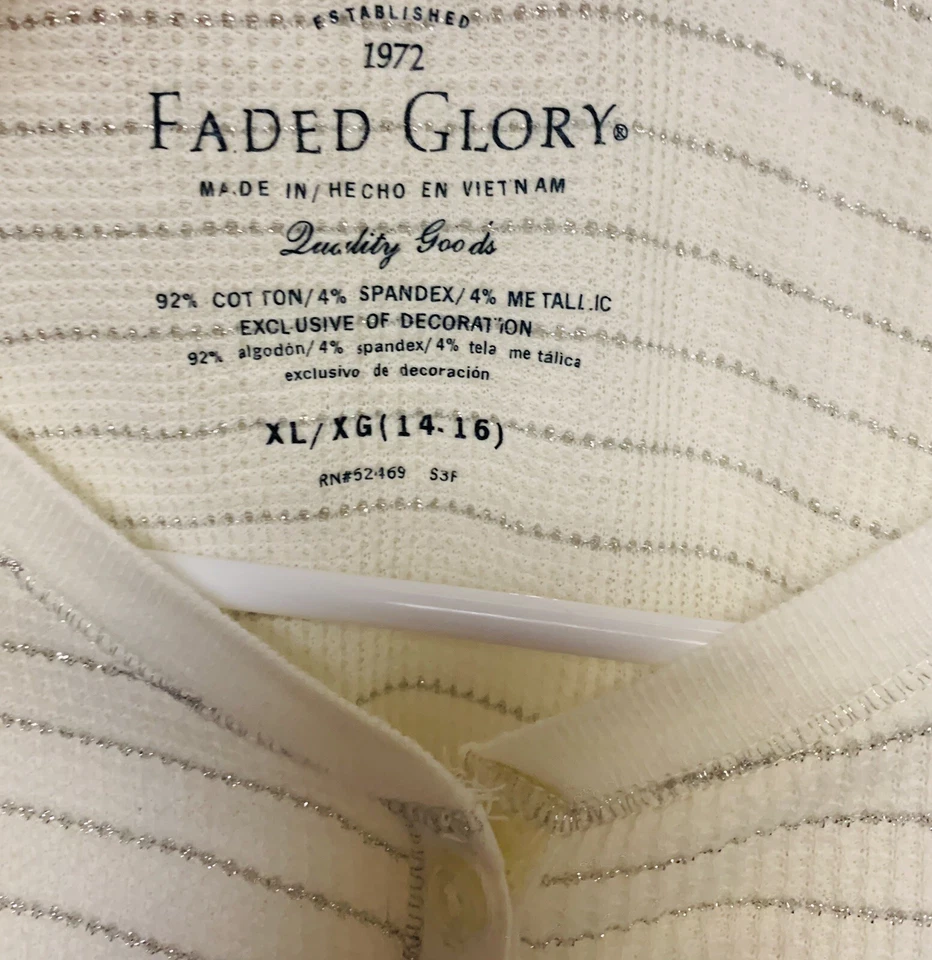 ESTABLISHED
1972
FADED GLORY®
MADE IN/HECHO EN VIETNAM
Quality Goods
92% COTTON/4% SPANDEX/4% METALLIC
EXCLUSIVE OF DECORATION
92% algodón/4% spandex/4% tela metálica
exclusivo de decoración
XL/XG(14-16)
RN#52469 S3F